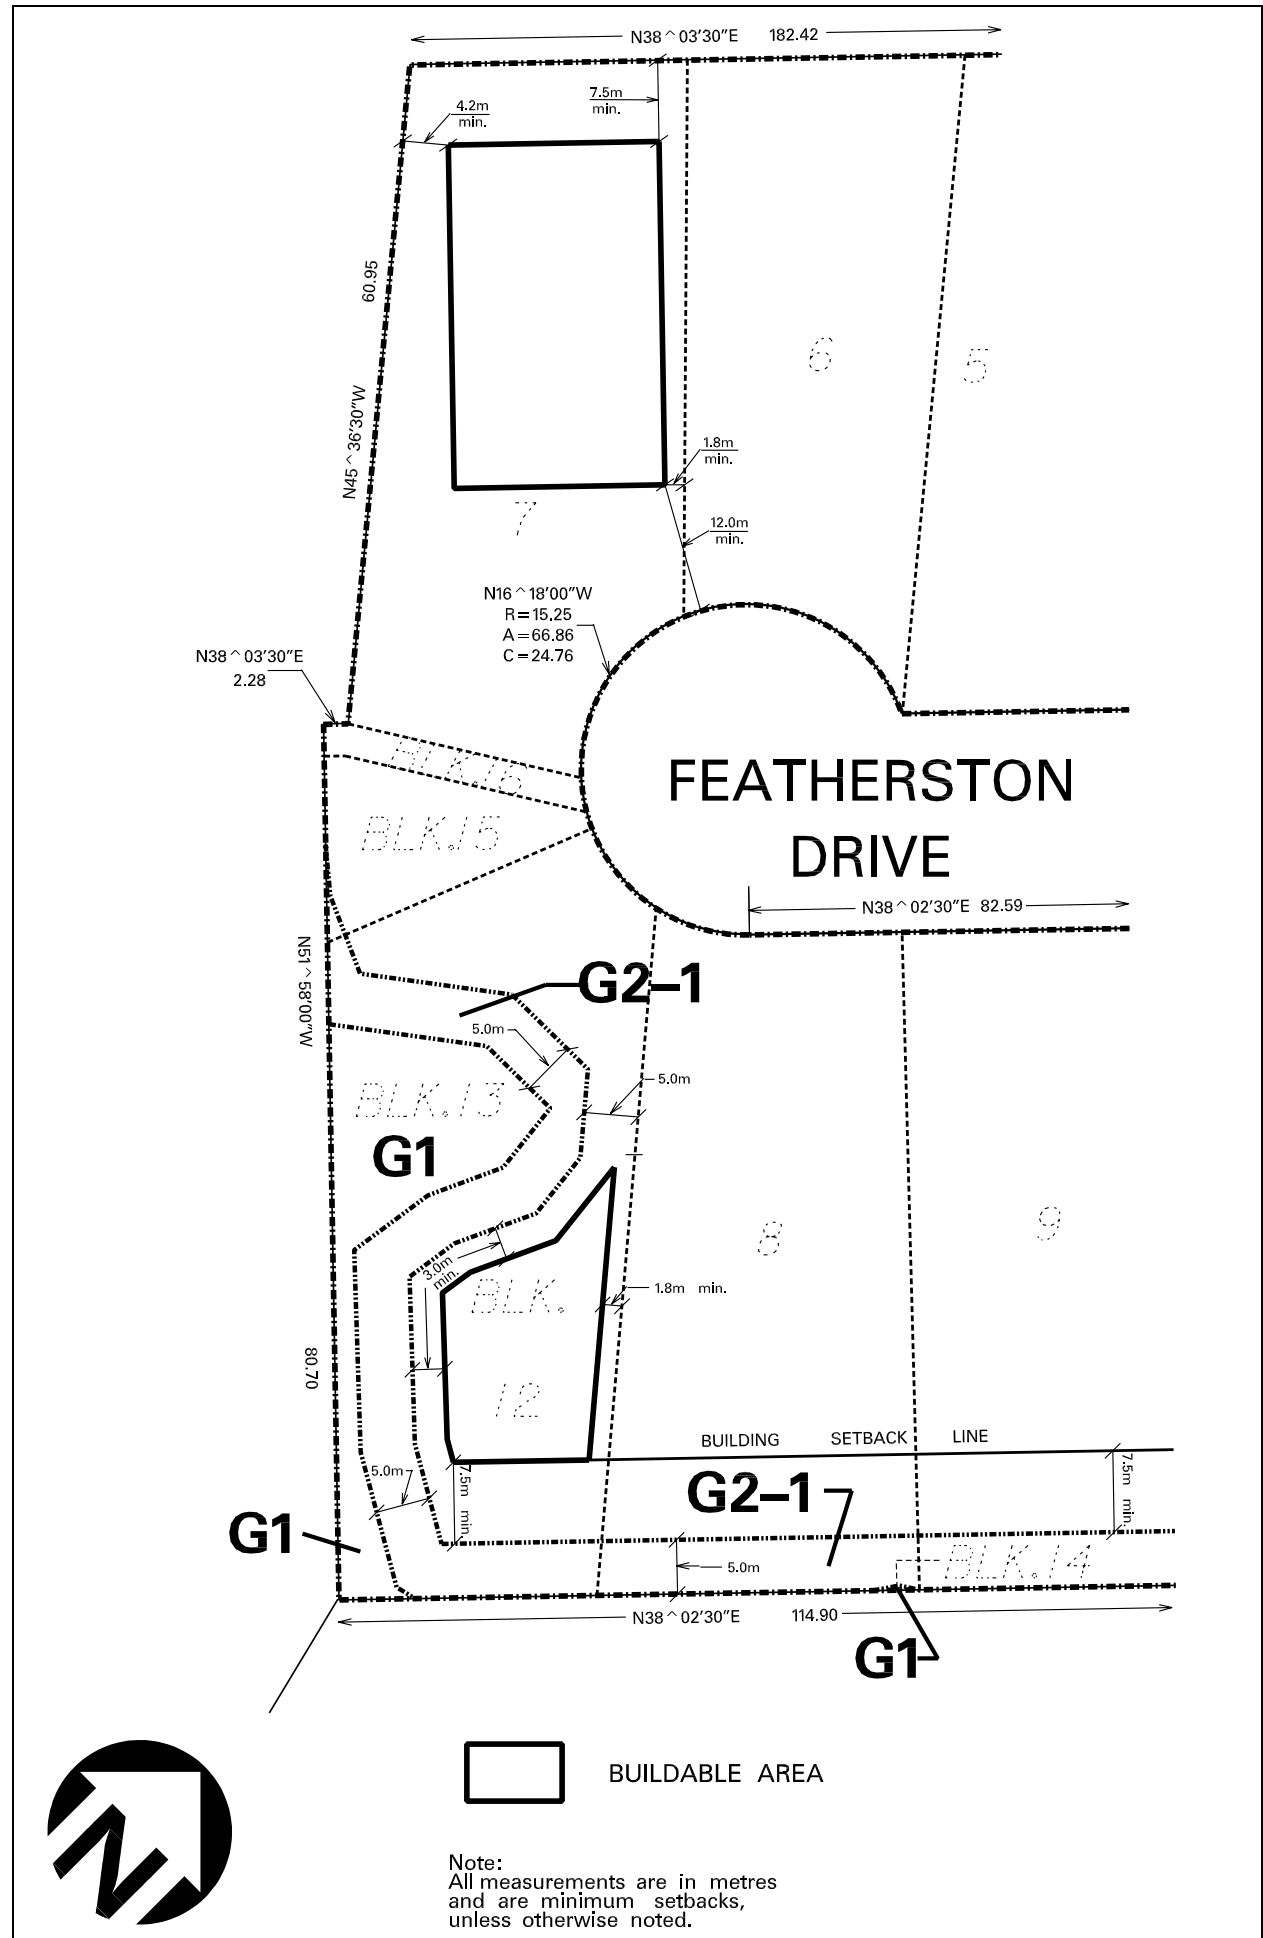 N38^03'30"E 182.42
4.2m
min.
7.5m
min.
60.95
N45^36'30"W
6
5
1.8m
min.
7
12.0m
min.
N16^18'00"W
R=15.25
A=66.86
C=24.76
N38^03'30"E
2.28
BLK.16
BLK.15
FEATHERSTON
DRIVE
N38^02'30"E 82.59
N51^58'00"W
G2-1
5.0m
5.0m
BLK.13
G1
8
9
3.0m
min.
BLK.
12
1.8m min.
80.70
BUILDING SETBACK LINE
5.0m
7.5m min.
G2-1
7.5m min.
G1
5.0m
BLK.14
N38^02'30"E 114.90
G1
N
BUILDABLE AREA
Note:
All measurements are in metres
and are minimum setbacks,
unless otherwise noted.